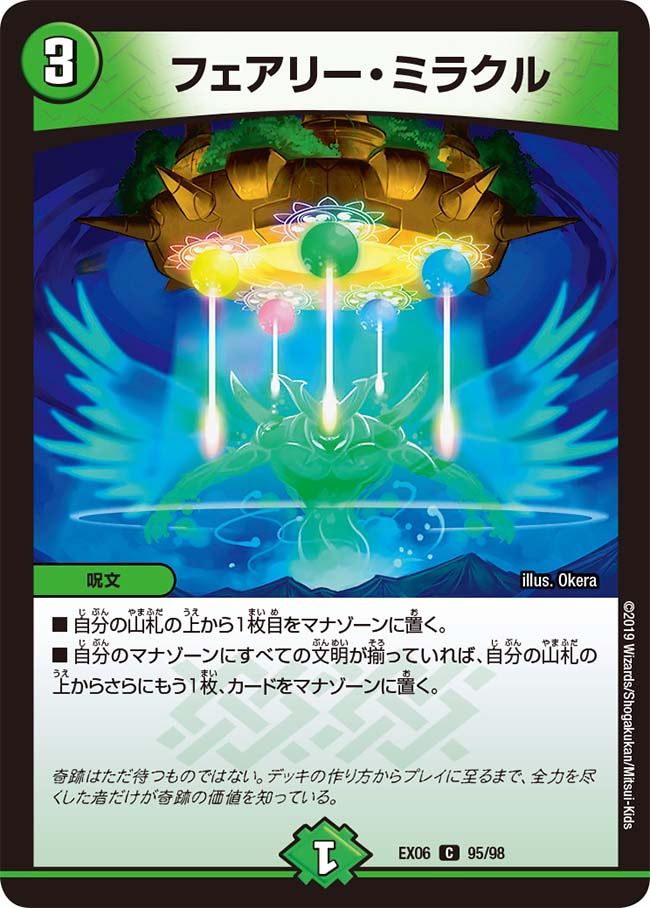 3
フェアリー・ミラクル
呪文
illus. Okera
■自分の山札の上から1枚目をマナゾーンに置く。
■自分のマナゾーンにすべての文明が揃っていれば、自分の山札の
上からさらにもう1枚、カードをマナゾーンに置く。
奇跡はただ待つものではない。デッキの作り方からプレイに至るまで、全力を尽
くした者だけが奇跡の価値を知っている。
1
EX06 C 95/98
©2019 Wizards/Shogakukan/Mitsui-Kids